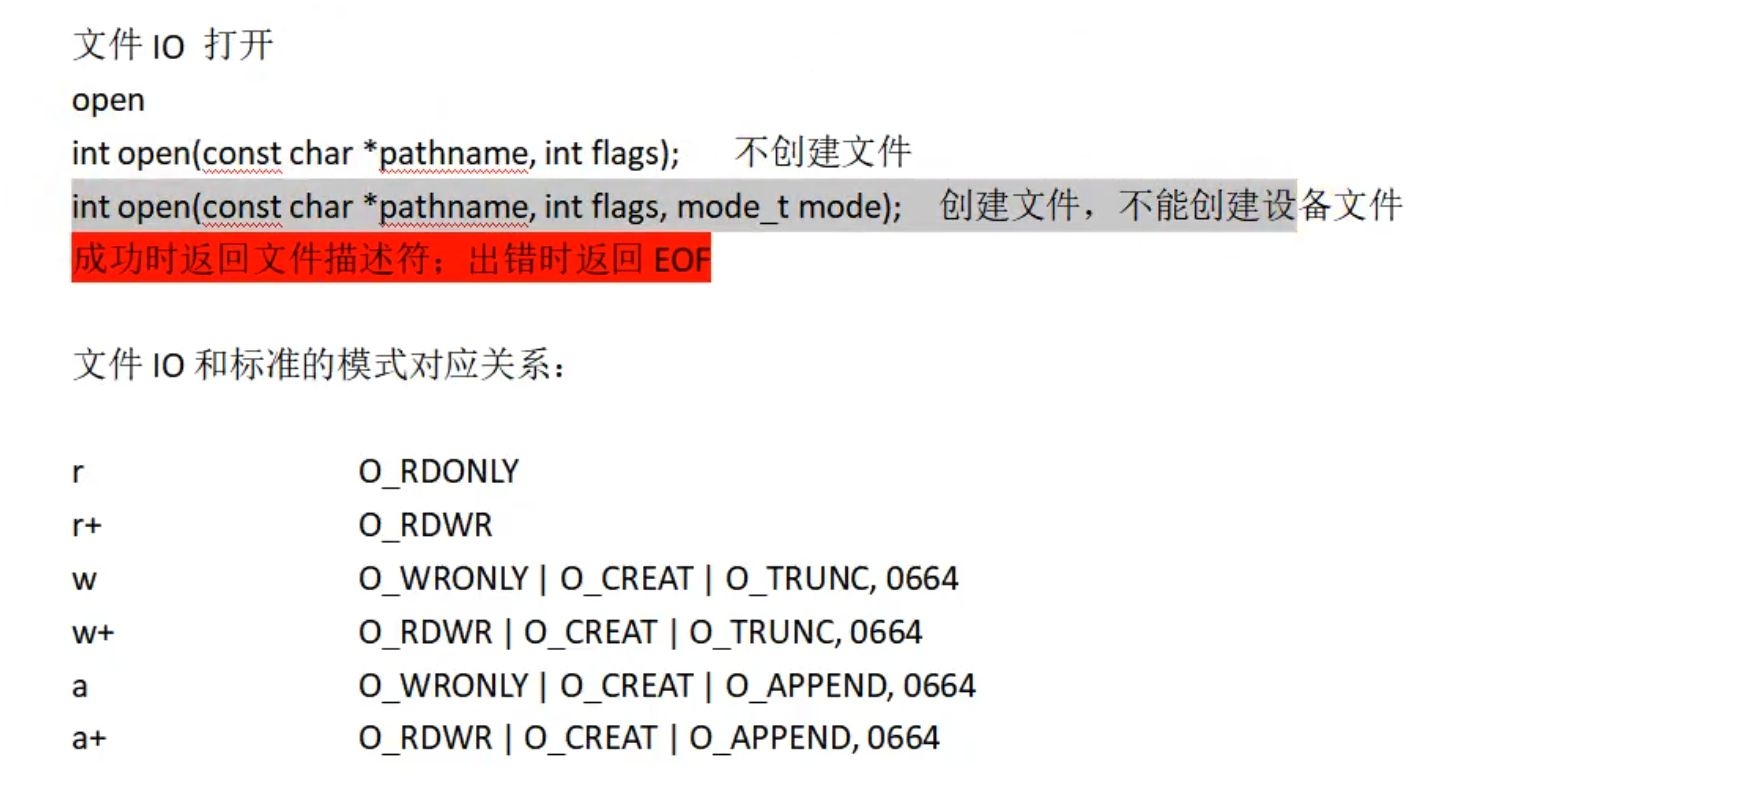 文件 IO 打开
open
int open(const char *pathname, int flags); 不创建文件
int open(const char *pathname, int flags, mode_t mode); 创建文件，不能创建设备文件
成功时返回文件描述符；出错时返回 EOF
文件 IO 和标准的模式对应关系：
r O_RDONLY
r+ O_RDWR
w O_WRONLY | O_CREAT | O_TRUNC, 0664
w+ O_RDWR | O_CREAT | O_TRUNC, 0664
a O_WRONLY | O_CREAT | O_APPEND, 0664
a+ O_RDWR | O_CREAT | O_APPEND, 0664